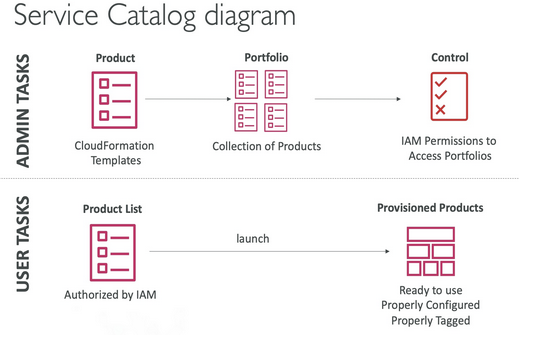 Service Catalog diagram
ADMIN TASKS
Product
Portfolio
Control
CloudFormation
Templates
Collection of Products
IAM Permissions to
Access Portfolios
USER TASKS
Product List
Provisioned Products
launch
Authorized by IAM
Ready to use
Properly Configured
Properly Tagged